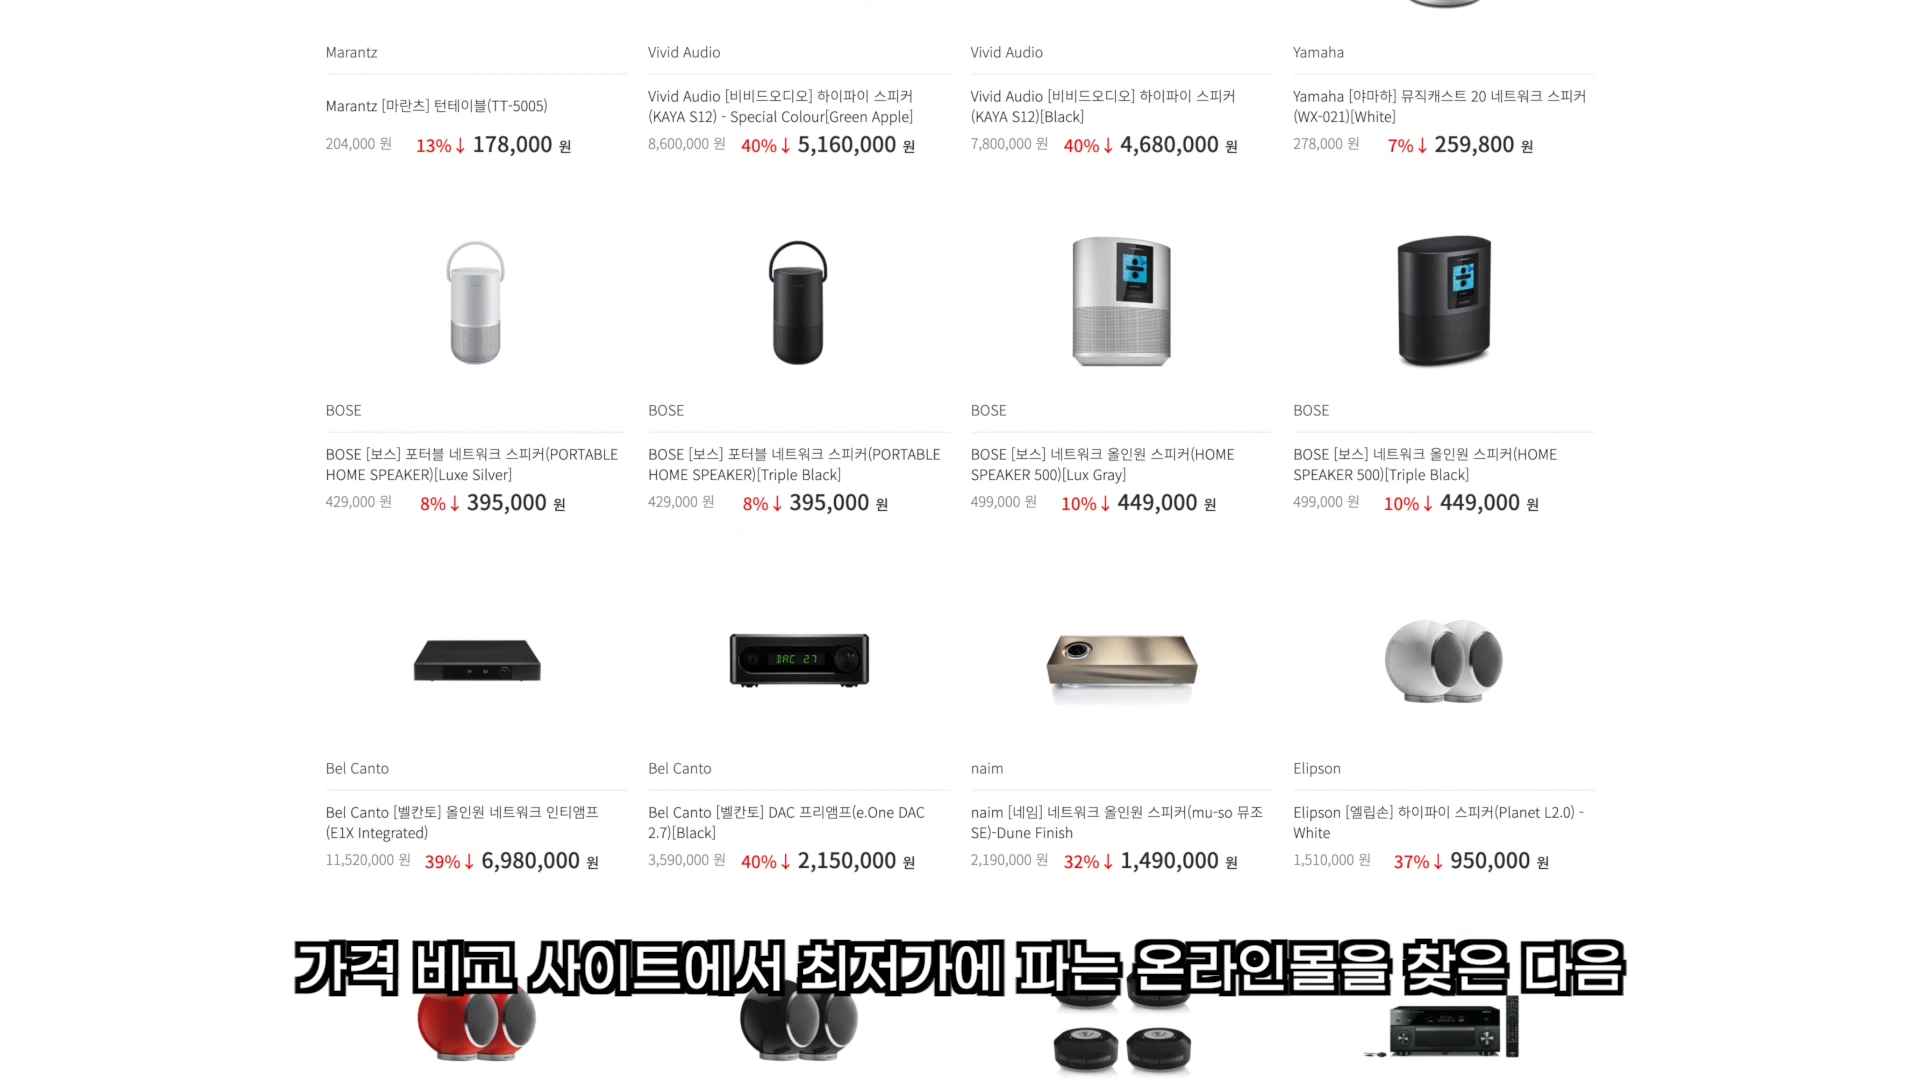 Marantz
Vivid Audio
Vivid Audio
Yamaha
Marantz [마란츠] 턴테이블(TT-5005)
204,000 원 13%↓ 178,000 원
Vivid Audio [비비드오디오] 하이파이 스피커
(KAYA S12) - Special Colour[Green Apple]
8,600,000 원 40%↓ 5,160,000 원
Vivid Audio [비비드오디오] 하이파이 스피커
(KAYA S12)[Black]
7,800,000 원 40%↓ 4,680,000 원
Yamaha [야마하] 뮤직캐스트 20 네트워크 스피커
(WX-021)[White]
278,000 원 7%↓ 259,800 원
BOSE
BOSE
BOSE
BOSE
BOSE [보스] 포터블 네트워크 스피커(PORTABLE
HOME SPEAKER)[Luxe Silver]
429,000 원 8%↓ 395,000 원
BOSE [보스] 포터블 네트워크 스피커(PORTABLE
HOME SPEAKER)[Triple Black]
429,000 원 8%↓ 395,000 원
BOSE [보스] 네트워크 올인원 스피커(HOME
SPEAKER 500)[Lux Gray]
499,000 원 10%↓ 449,000 원
BOSE [보스] 네트워크 올인원 스피커(HOME
SPEAKER 500)[Triple Black]
499,000 원 10%↓ 449,000 원
DAC 2.7
Bel Canto
Bel Canto
naim
Elipson
Bel Canto [벨칸토] 올인원 네트워크 인티앰프
(E1X Integrated)
11,520,000 원 39%↓ 6,980,000 원
Bel Canto [벨칸토] DAC 프리앰프(e.One DAC
2.7)[Black]
3,590,000 원 40%↓ 2,150,000 원
naim [네임] 네트워크 올인원 스피커(mu-so 뮤조
SE)-Dune Finish
2,190,000 원 32%↓ 1,490,000 원
Elipson [엘립손] 하이파이 스피커(Planet L2.0) -
White
1,510,000 원 37%↓ 950,000 원
가격 비교 사이트에서 최저가에 파는 온라인몰을 찾은 다음